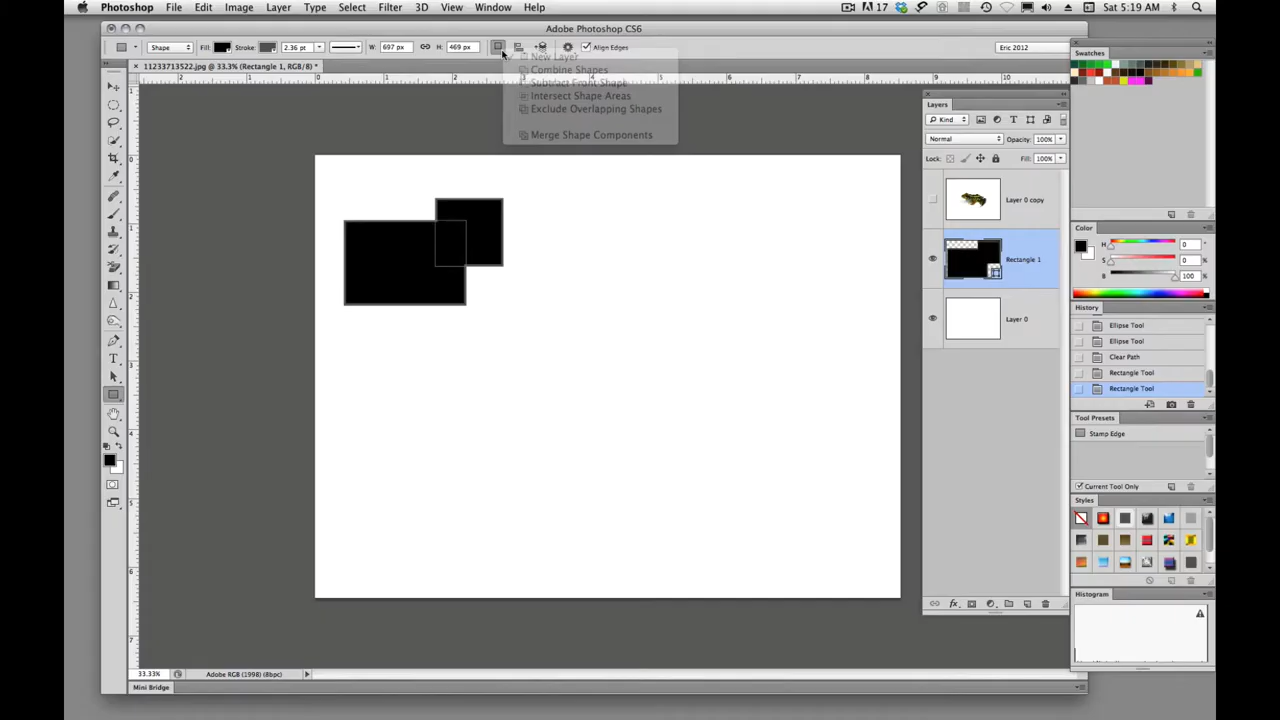 Photoshop File Edit Image Layer Type Select Filter 3D View Window Help
17
Sat 5:19 AM
Adobe Photoshop CS6
Shape Fill: Stroke: 2.36 pt W: 697 px H: 469 px Align Edges Eric 2012
11233713522.jpg @ 33.3% (Rectangle 1, RGB/8) *
New Layer
Combine Shapes
Subtract Front Shape
Intersect Shape Areas
Exclude Overlapping Shapes
Merge Shape Components
Layers
Kind
Normal Opacity: 100%
Lock: Fill: 100%
Layer 0 copy
Rectangle 1
Layer 0
Swatches
Color
H 0 °
S 0 %
B 100 %
History
Ellipse Tool
Ellipse Tool
Clear Path
Rectangle Tool
Rectangle Tool
Tool Presets
Stamp Edge
Current Tool Only
Styles
Histogram
33.33% Adobe RGB (1998) (8bpc)
Mini Bridge